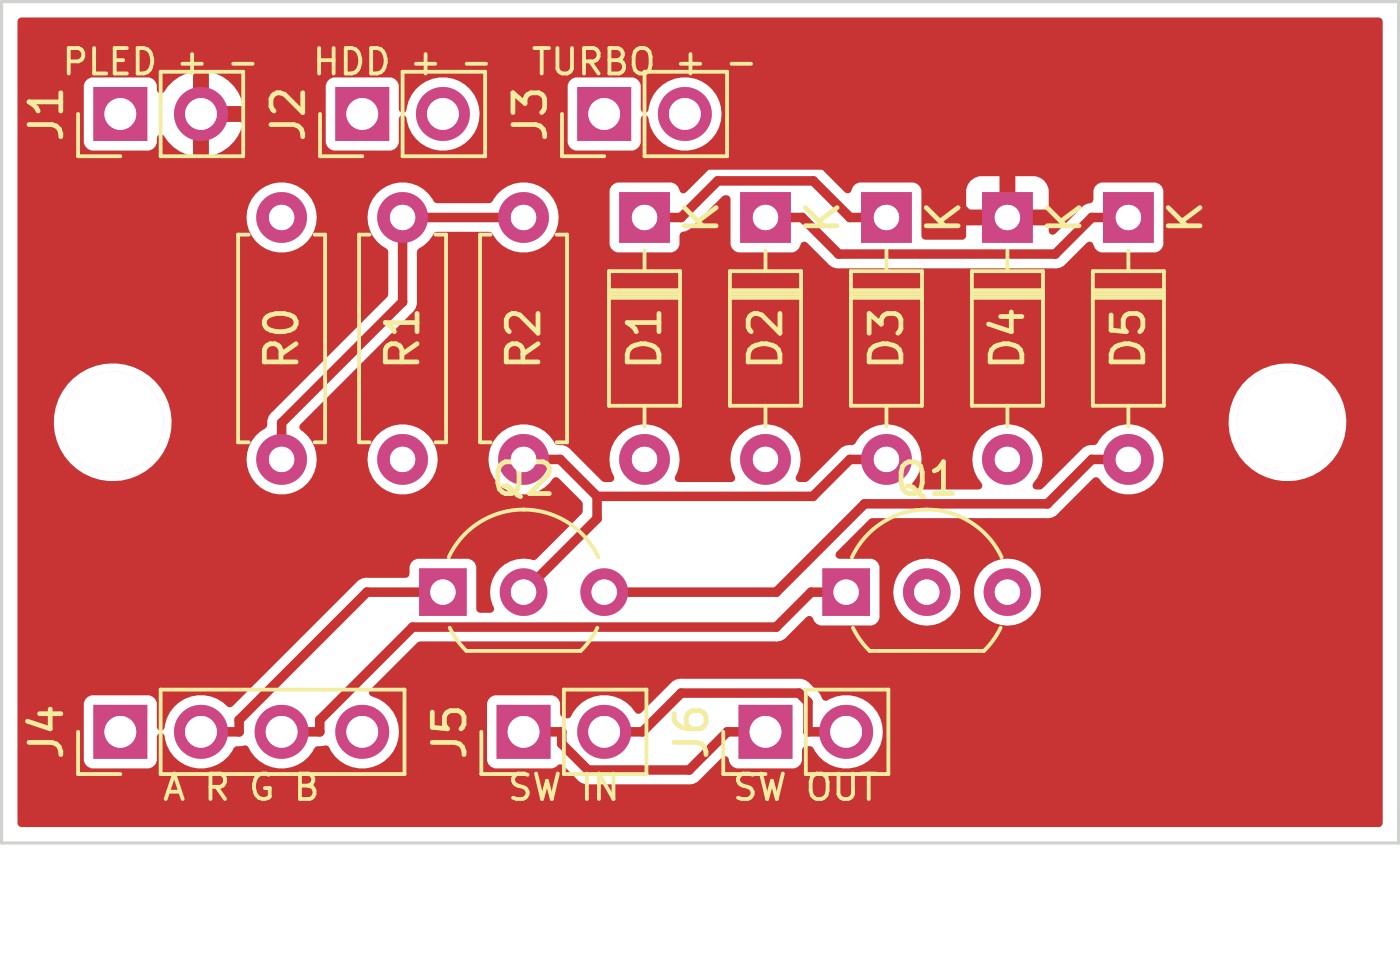 PLED + - HDD + - TURBO + -
J1 J2 J3
K K K K K
R0 R1 R2 D1 D2 D3 D4 D5
Q2 Q1
J4 J5 J6
A R G B SW IN SW OUT